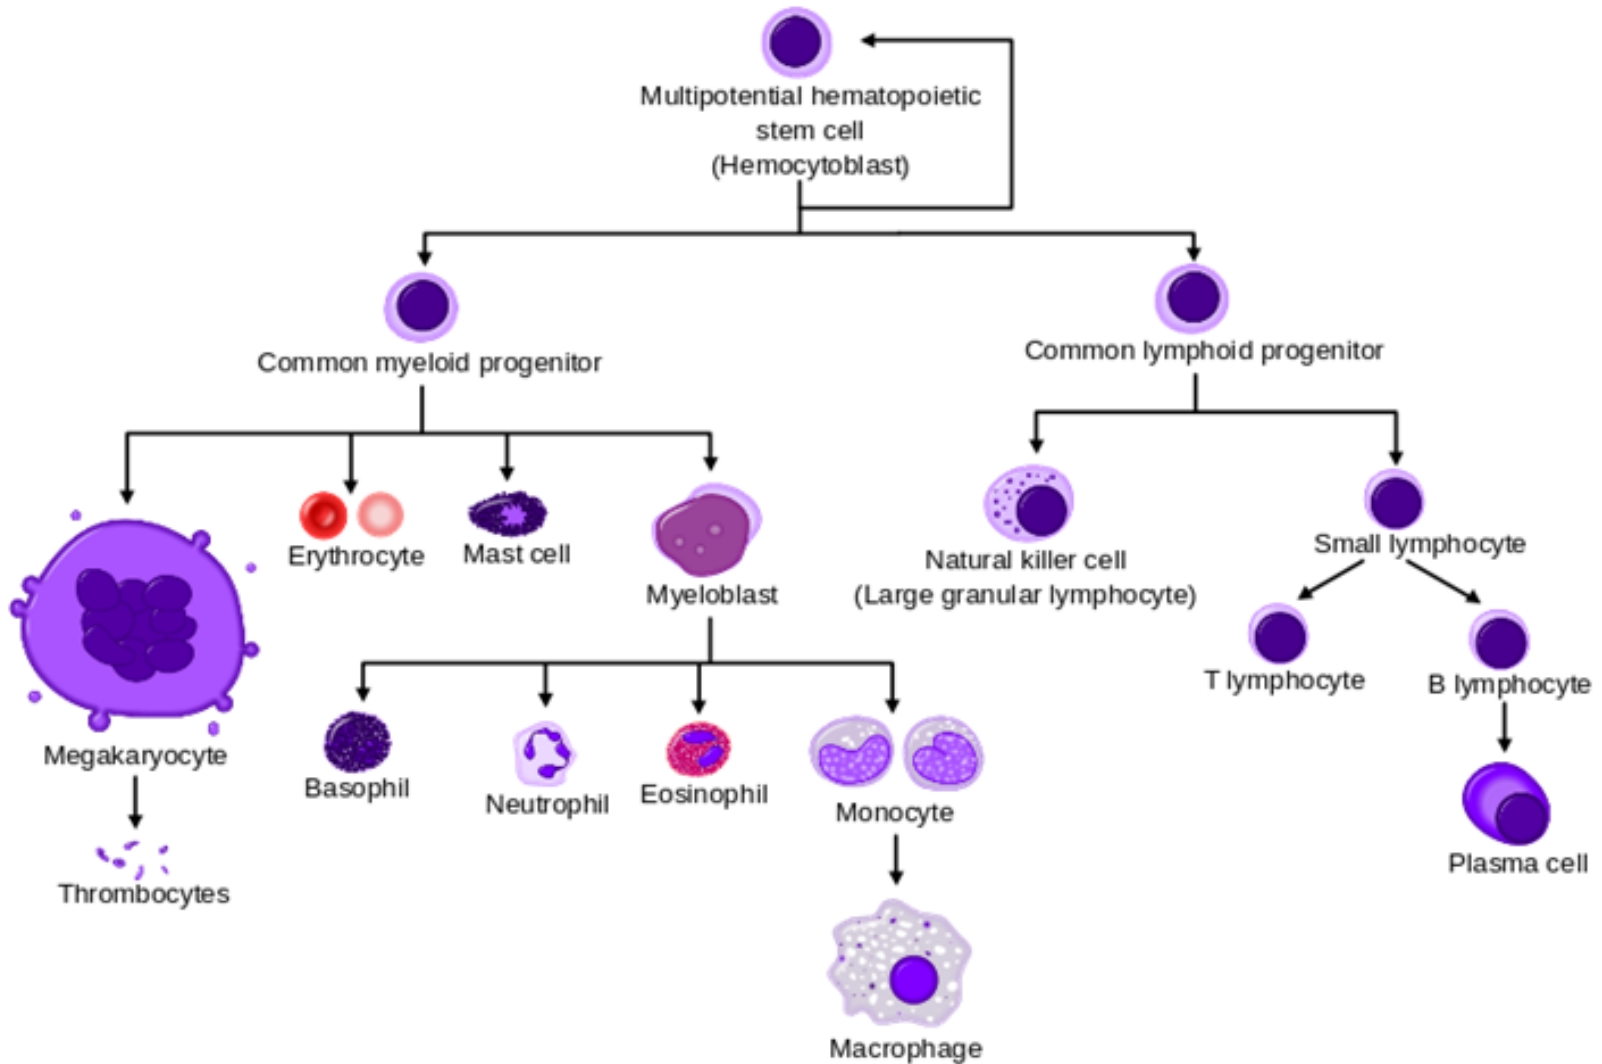 Multipotential hematopoietic
stem cell
(Hemocytoblast)
Common myeloid progenitor
Common lymphoid progenitor
Erythrocyte
Mast cell
Myeloblast
Natural killer cell
(Large granular lymphocyte)
Small lymphocyte
T lymphocyte
B lymphocyte
Megakaryocyte
Basophil
Neutrophil
Eosinophil
Monocyte
Plasma cell
Thrombocytes
Macrophage